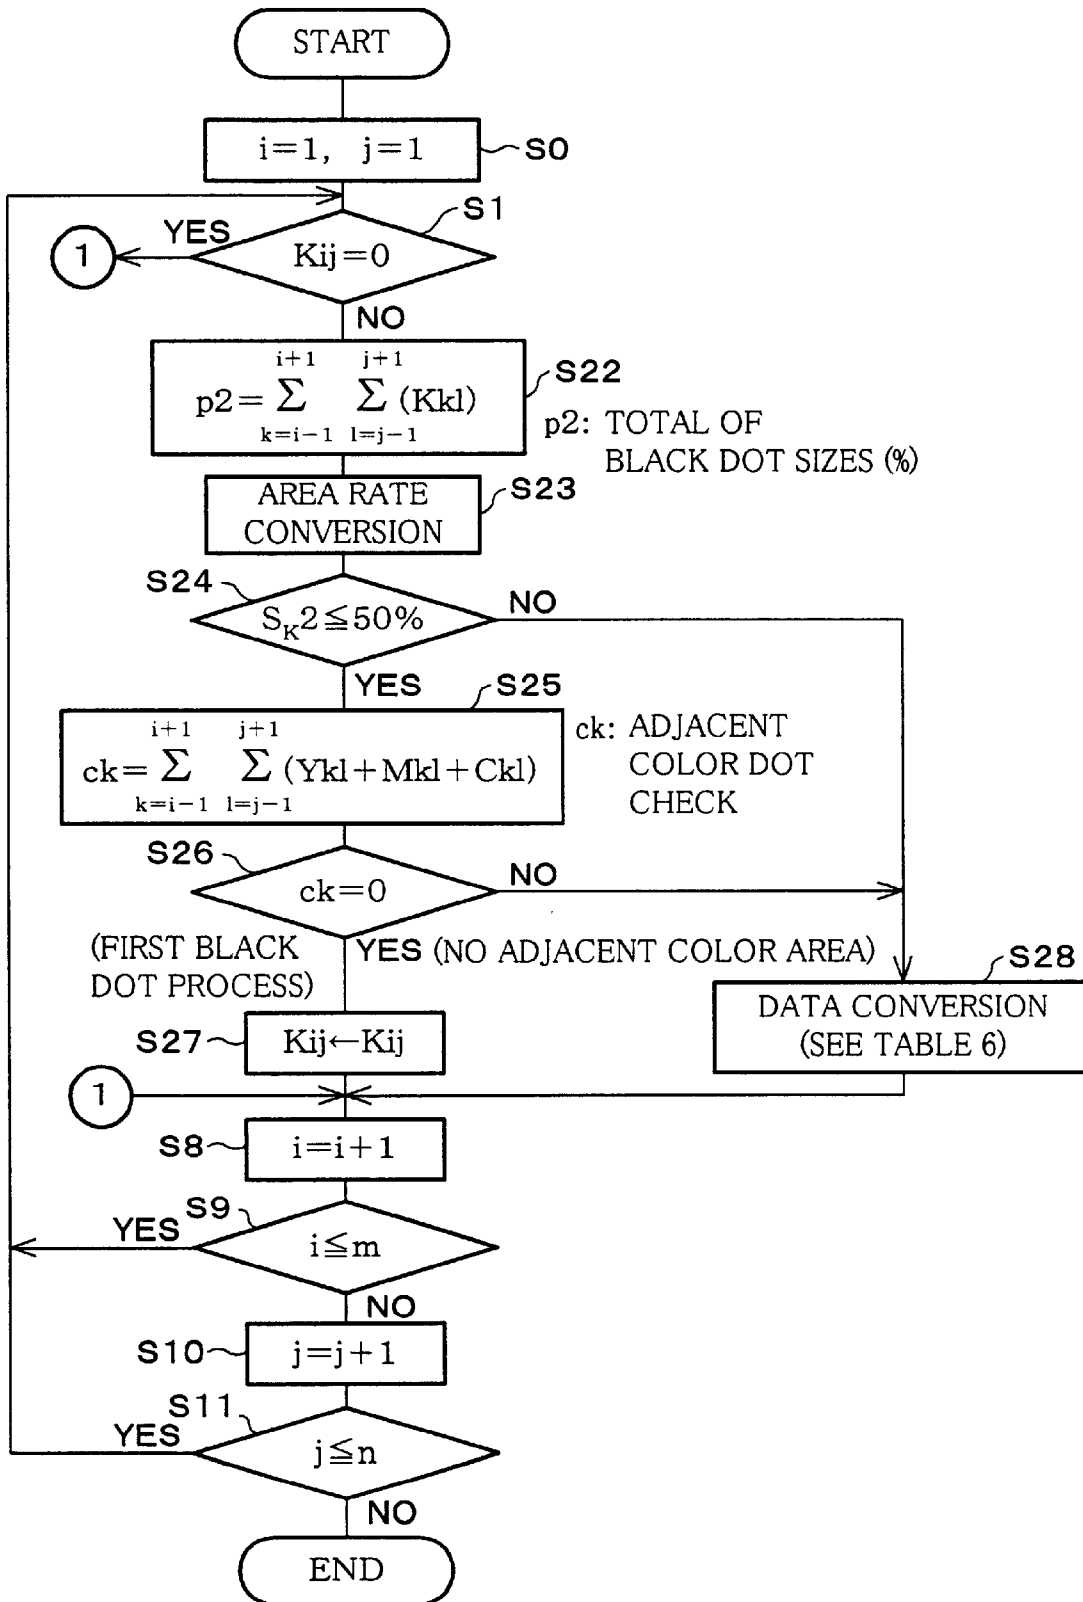 START
i=1, j=1
S0
S1
YES
1
Kij=0
NO
i+1 j+1
p2=Σ Σ(Kkl)
k=i-1 l=j-1
S22
p2: TOTAL OF
BLACK DOT SIZES (%)
AREA RATE
CONVERSION
S23
S24
SK2≦50%
NO
YES
S25
i+1 j+1
ck=Σ Σ(Ykl+Mkl+Ckl)
k=i-1 l=j-1
ck: ADJACENT
COLOR DOT
CHECK
S26
ck=0
NO
(FIRST BLACK
DOT PROCESS)
YES (NO ADJACENT COLOR AREA)
S28
DATA CONVERSION
(SEE TABLE 6)
S27
Kij←Kij
1
S8
i=i+1
S9
YES
i≦m
NO
S10
j=j+1
S11
YES
j≦n
NO
END